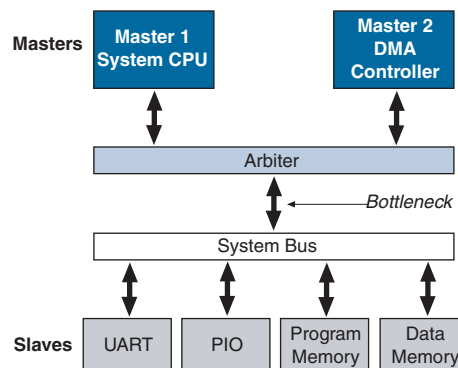 Masters
Master 1
System CPU
Master 2
DMA
Controller
Arbiter
Bottleneck
System Bus
Slaves
UART
PIO
Program
Memory
Data
Memory